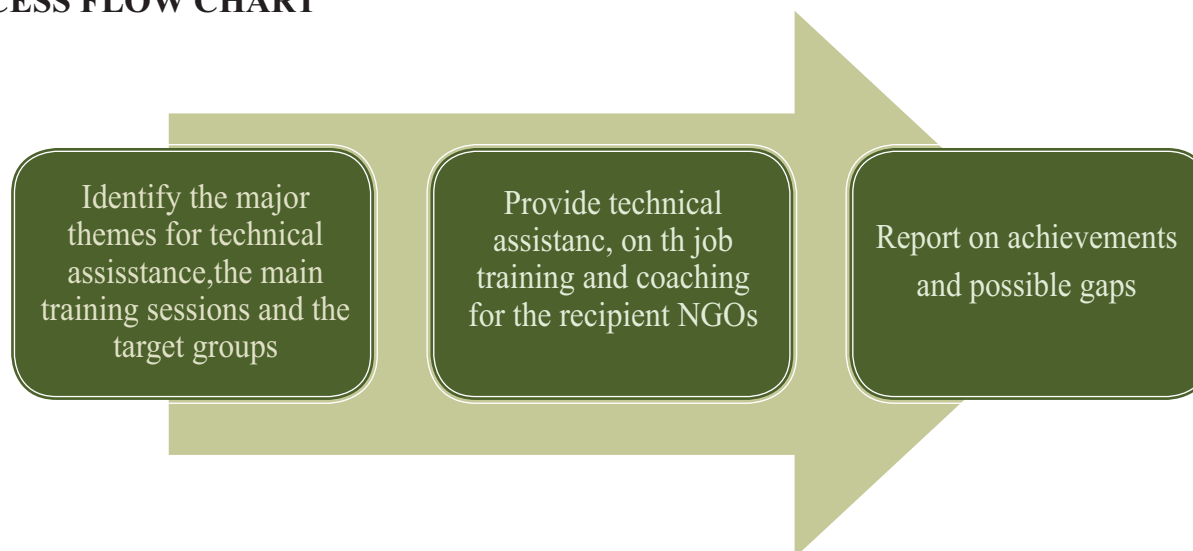 CESS FLOW CHART
Identify the major
themes for technical
assisstance,the main
training sessions and the
target groups
Provide technical
assistanc, on th job
training and coaching
for the recipient NGOs
Report on achievements
and possible gaps